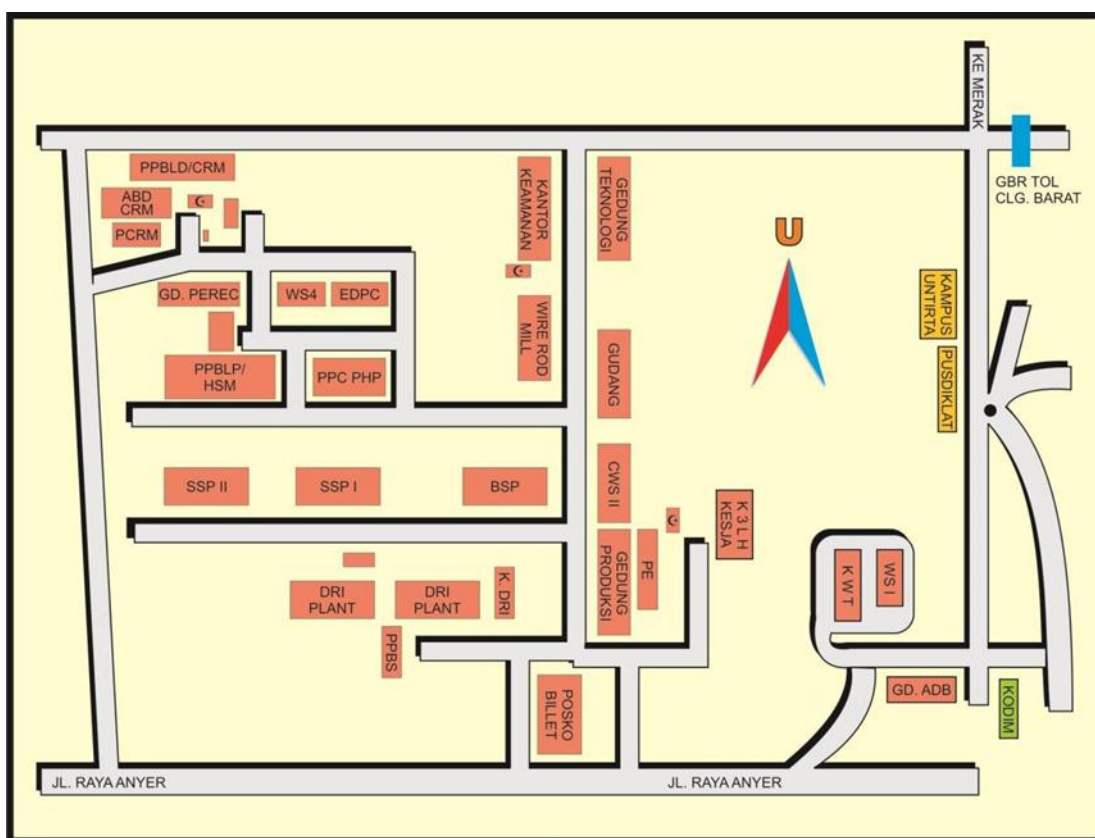 KE MERAK
GBR TOL
CLG. BARAT
PPBLD/CRM
ABD
CRM
PCRM
KANTOR
KEAMANAN
GEDUNG
TEKNOLOGI
U
GD. PEREC
WS4
EDPC
WIRE ROD
MILL
KAMPUS
UNTIRTA
PUSDIKLAT
PPBLP/
HSM
PPC PHP
GUDANG
SSP II
SSP I
BSP
CWS II
K 3 L H
KESJA
GEDUNG
PRODUKSI
PE
K W T
WS I
DRI
PLANT
DRI
PLANT
K. DRI
PPBS
POSKO
BILLET
GD. ADB
KODIM
JL. RAYA ANYER
JL. RAYA ANYER